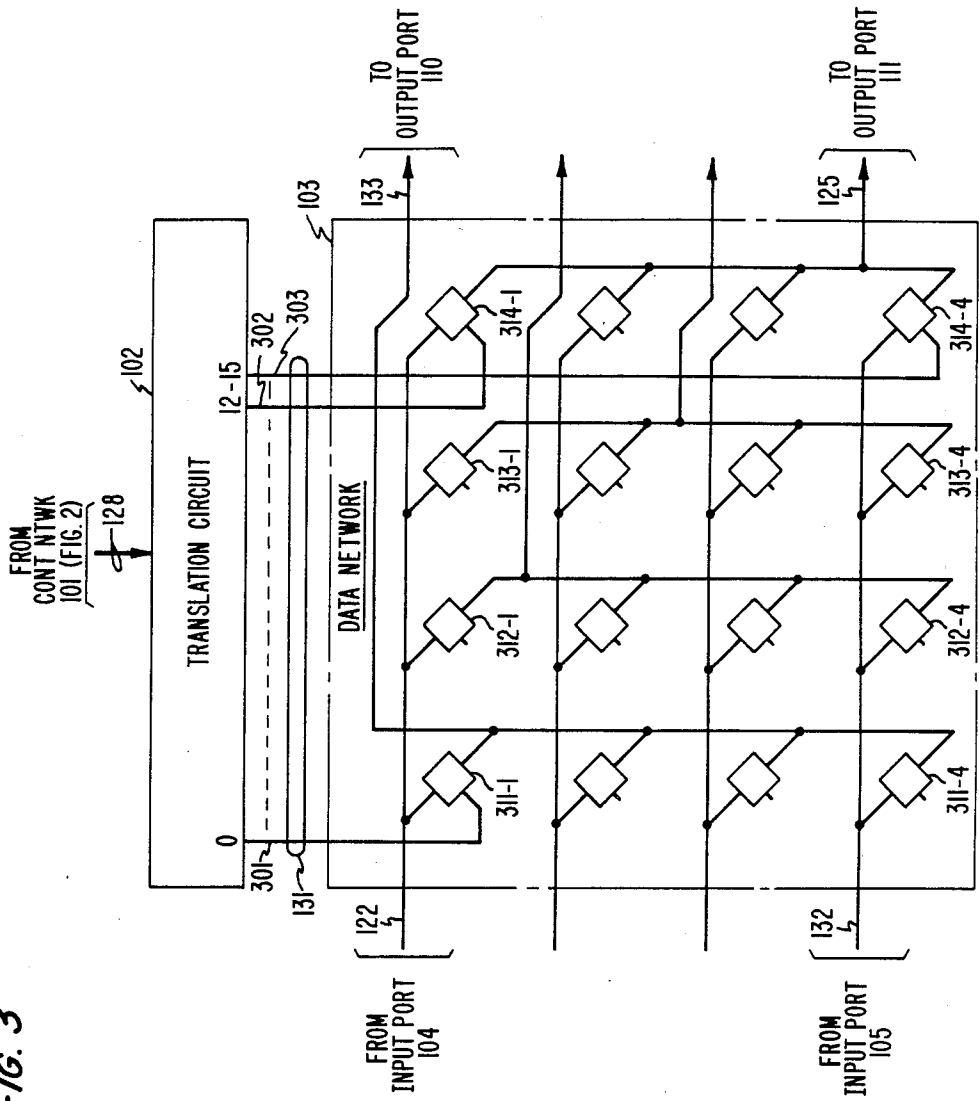 FIG. 3
FROM
CONT NTWK
101 (FIG. 2)
128
102
TRANSLATION CIRCUIT
0
12-15
301
302
303
131
103
DATA NETWORK
FROM
INPUT PORT
104
122
133
TO
OUTPUT PORT
110
311-1
312-1
313-1
314-1
FROM
INPUT PORT
105
132
125
TO
OUTPUT PORT
111
311-4
312-4
313-4
314-4